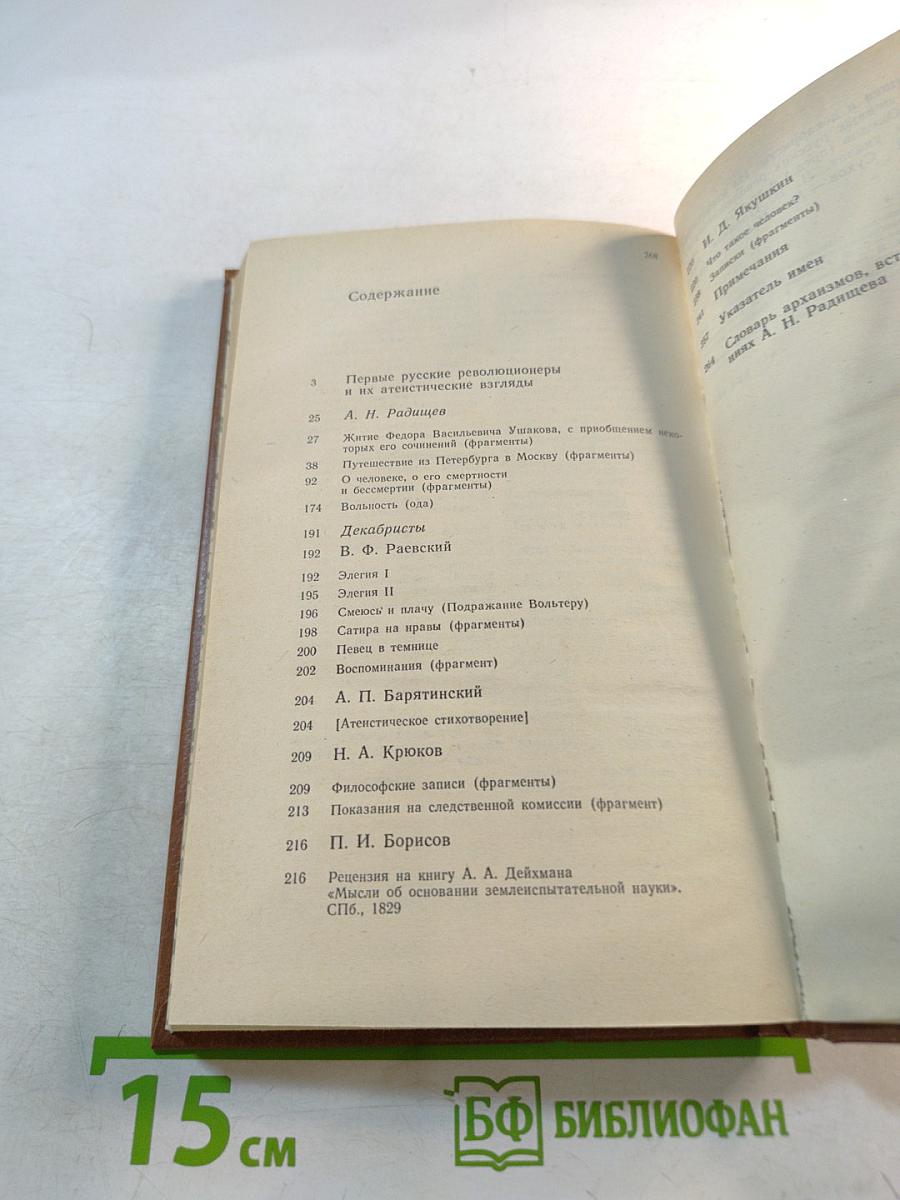 268
Содержание
3 Первые русские революционеры
и их атеистические взгляды
25 А. Н. Радищев
27 Житие Федора Васильевича Ушакова, с приобщением неко-
торых его сочинений (фрагменты)
38 Путешествие из Петербурга в Москву (фрагменты)
92 О человеке, о его смертности
и бессмертии (фрагменты)
174 Вольность (ода)
191 Декабристы
192 В. Ф. Раевский
192 Элегия I
195 Элегия II
196 Смеюсь и плачу (Подражание Вольтеру)
198 Сатира на нравы (фрагменты)
200 Певец в темнице
202 Воспоминания (фрагмент)
204 А. П. Барятинский
204 [Атеистическое стихотворение]
209 Н. А. Крюков
209 Философские записи (фрагменты)
213 Показания на следственной комиссии (фрагмент)
216 П. И. Борисов
216 Рецензия на книгу А. А. Дейхмана
«Мысли об основании землеиспытательной науки».
СПб., 1829
И. Д. Якушкин
Что такое человек?
Записки (фрагменты)
Примечания
Указатель имен
264 Словарь архаизмов, вст
ниях А. Н. Радищева
15 см
БФ БИБЛИОФАН